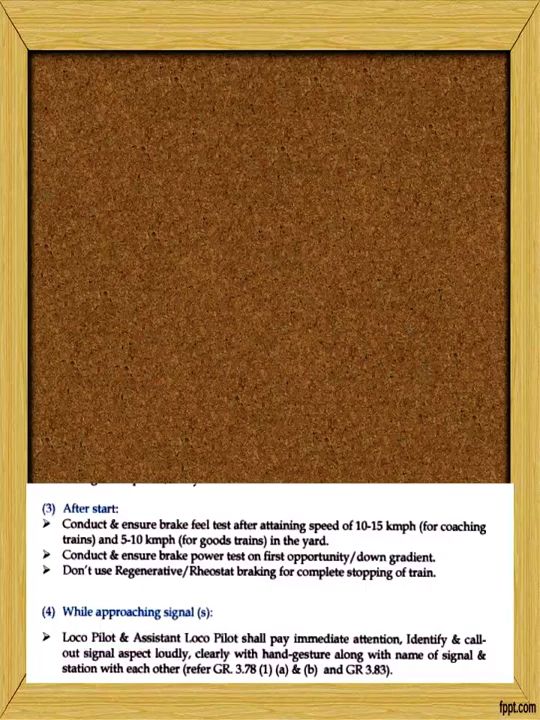 (3) After start:
➤ Conduct & ensure brake feel test after attaining speed of 10-15 kmph (for coaching
trains) and 5-10 kmph (for goods trains) in the yard.
➤ Conduct & ensure brake power test on first opportunity/down gradient.
➤ Don't use Regenerative/Rheostat braking for complete stopping of train.
(4) While approaching signal (s):
➤ Loco Pilot & Assistant Loco Pilot shall pay immediate attention, Identify & call-
out signal aspect loudly, clearly with hand-gesture along with name of signal &
station with each other (refer GR. 3.78 (1) (a) & (b) and GR 3.83).
fppt.com